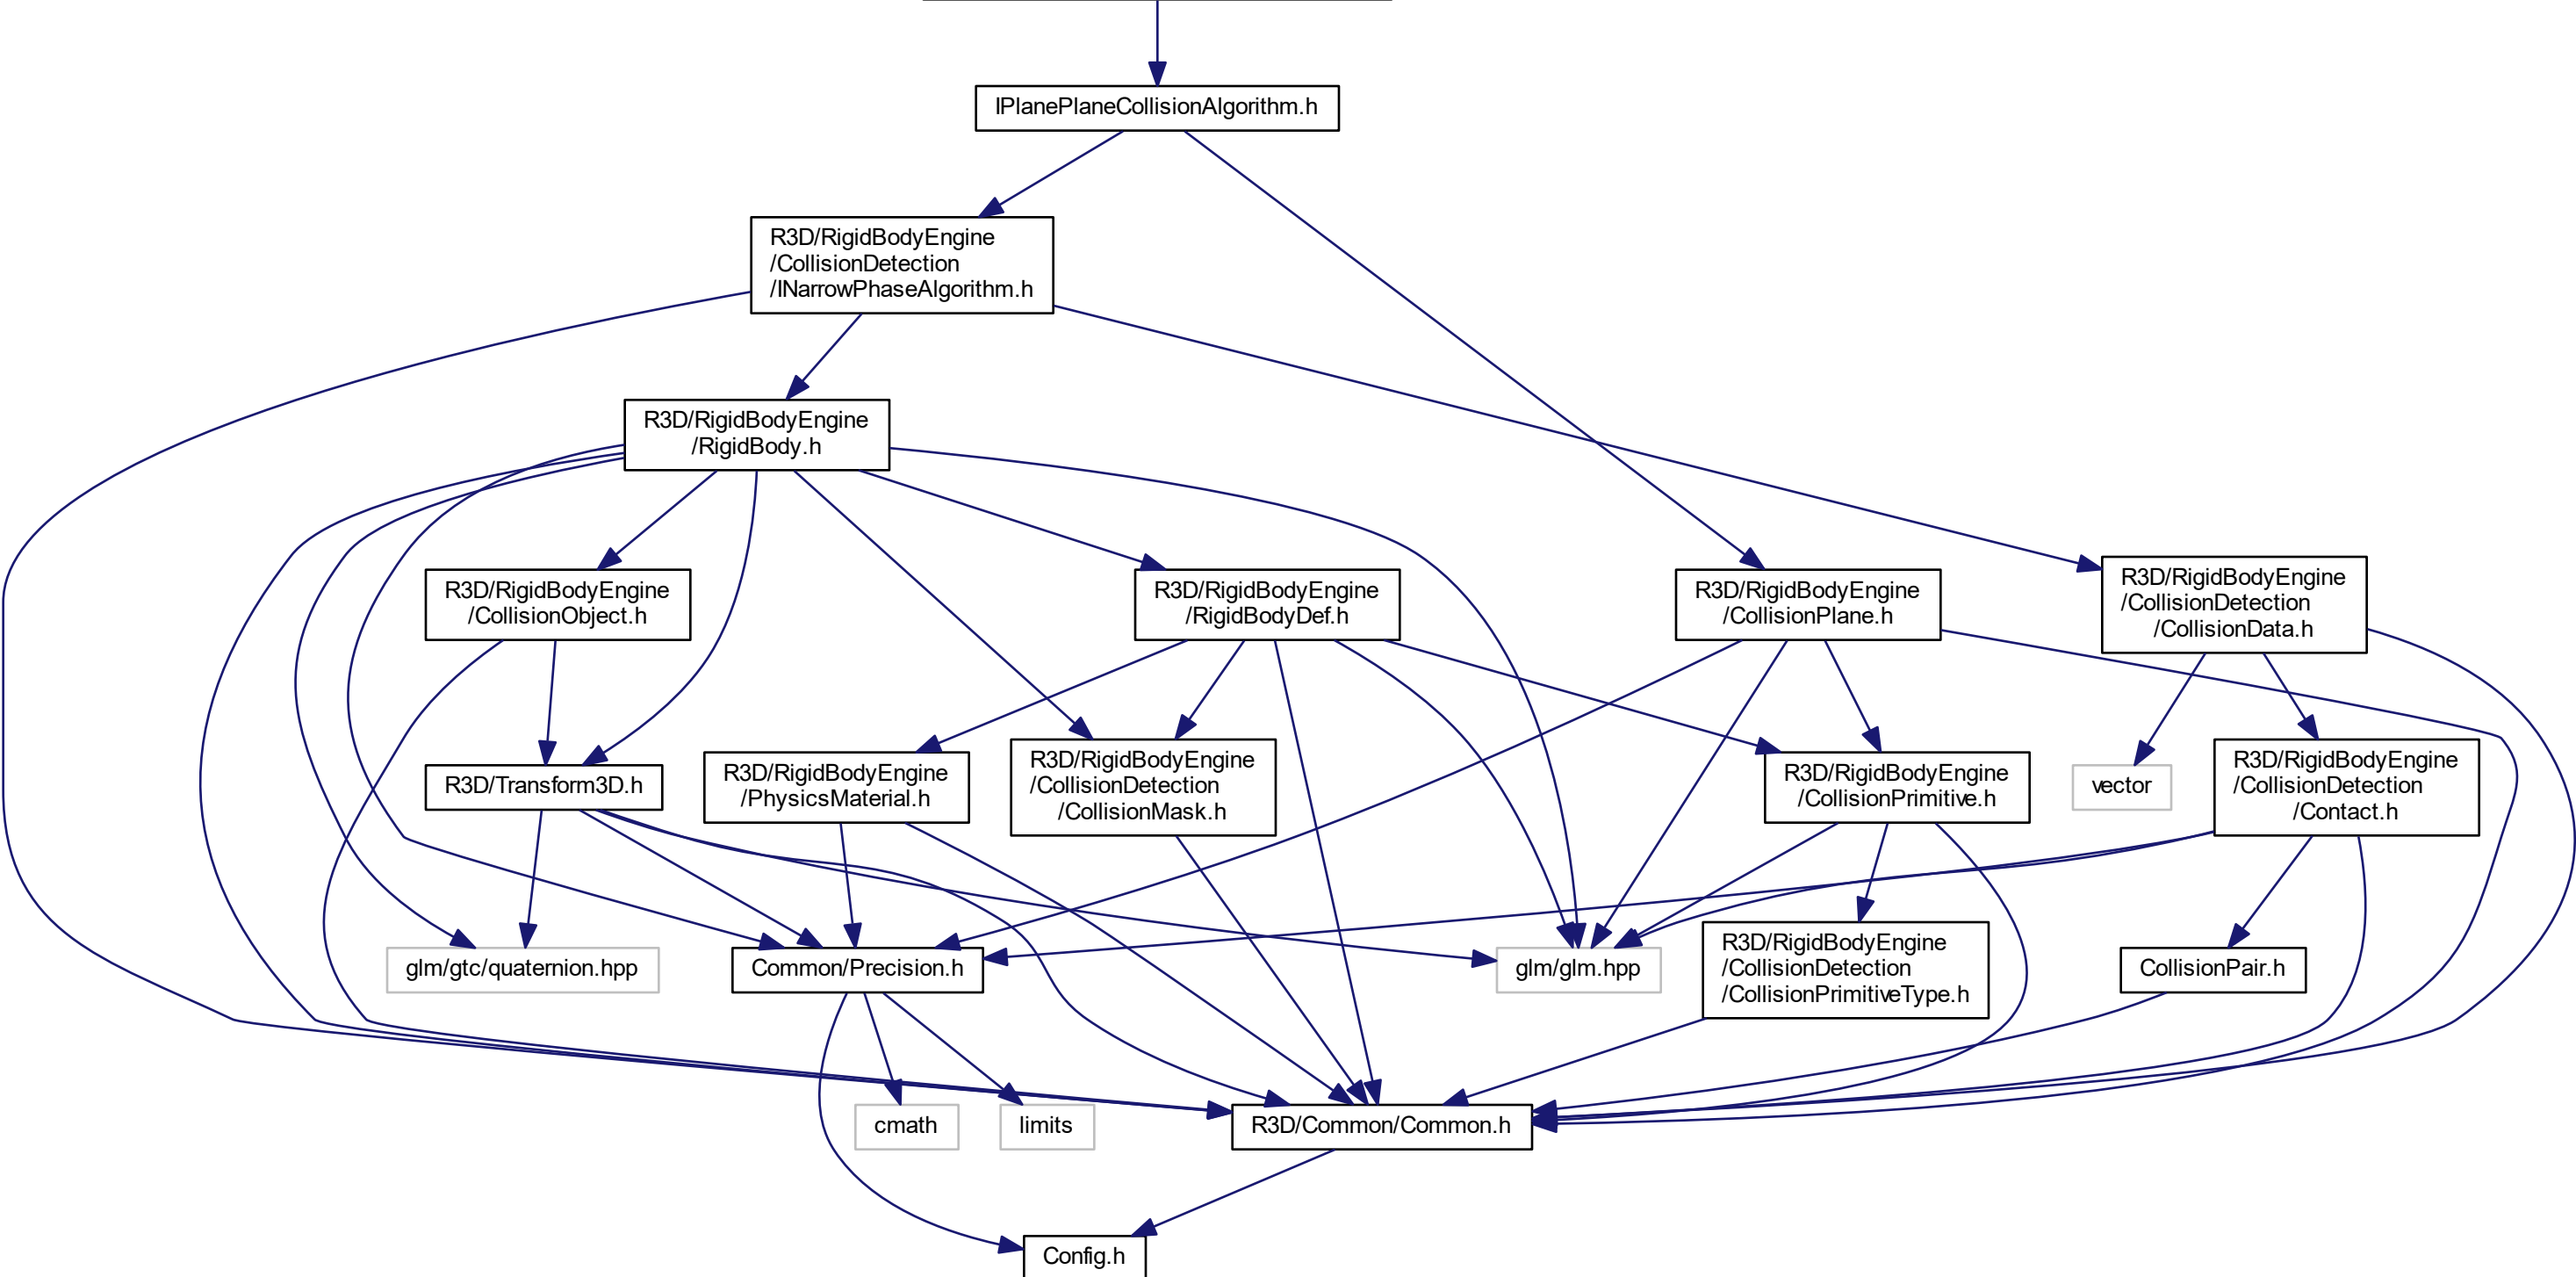 IPlanePlaneCollisionAlgorithm.h
R3D/RigidBodyEngine
/CollisionDetection
/INarrowPhaseAlgorithm.h
R3D/RigidBodyEngine
/RigidBody.h
R3D/RigidBodyEngine
/CollisionObject.h
R3D/RigidBodyEngine
/RigidBodyDef.h
R3D/RigidBodyEngine
/CollisionPlane.h
R3D/RigidBodyEngine
/CollisionDetection
/CollisionData.h
R3D/Transform3D.h
R3D/RigidBodyEngine
/PhysicsMaterial.h
R3D/RigidBodyEngine
/CollisionDetection
/CollisionMask.h
R3D/RigidBodyEngine
/CollisionPrimitive.h
vector
R3D/RigidBodyEngine
/CollisionDetection
/Contact.h
glm/gtc/quaternion.hpp
Common/Precision.h
glm/glm.hpp
R3D/RigidBodyEngine
/CollisionDetection
/CollisionPrimitiveType.h
CollisionPair.h
cmath
limits
R3D/Common/Common.h
Config.h